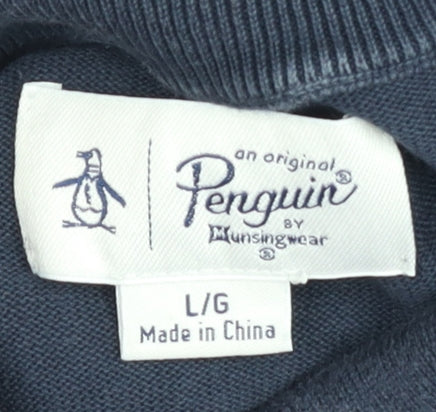 an original
Penguin®
BY
Munsingwear
®
L/G
Made in China